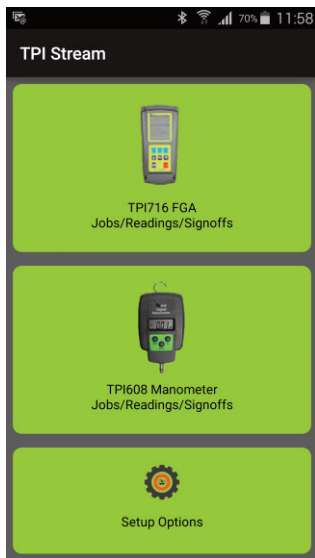 70% 11:58
TPI Stream
TPI716 FGA
Jobs/Readings/Signoffs
TPI608 Manometer
Jobs/Readings/Signoffs
Setup Options